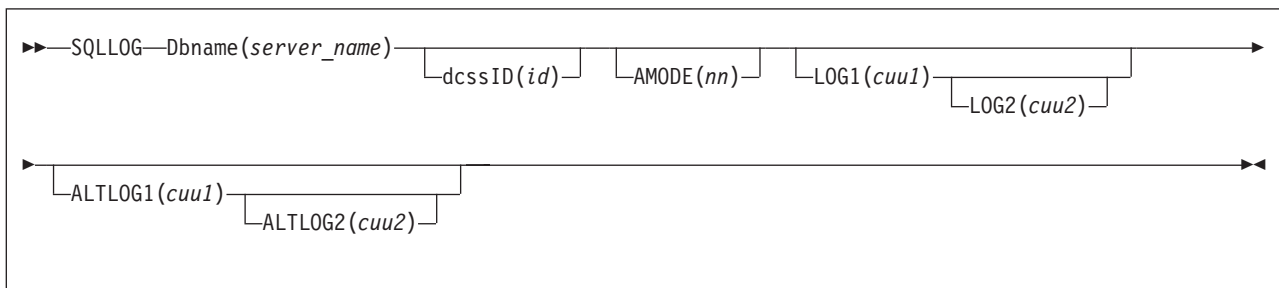 SQLLOG Dbname(server_name)
dcssID(id) AMODE(nn) LOG1(cuu1)
LOG2(cuu2)
ALTLOG1(cuu1)
ALTLOG2(cuu2)